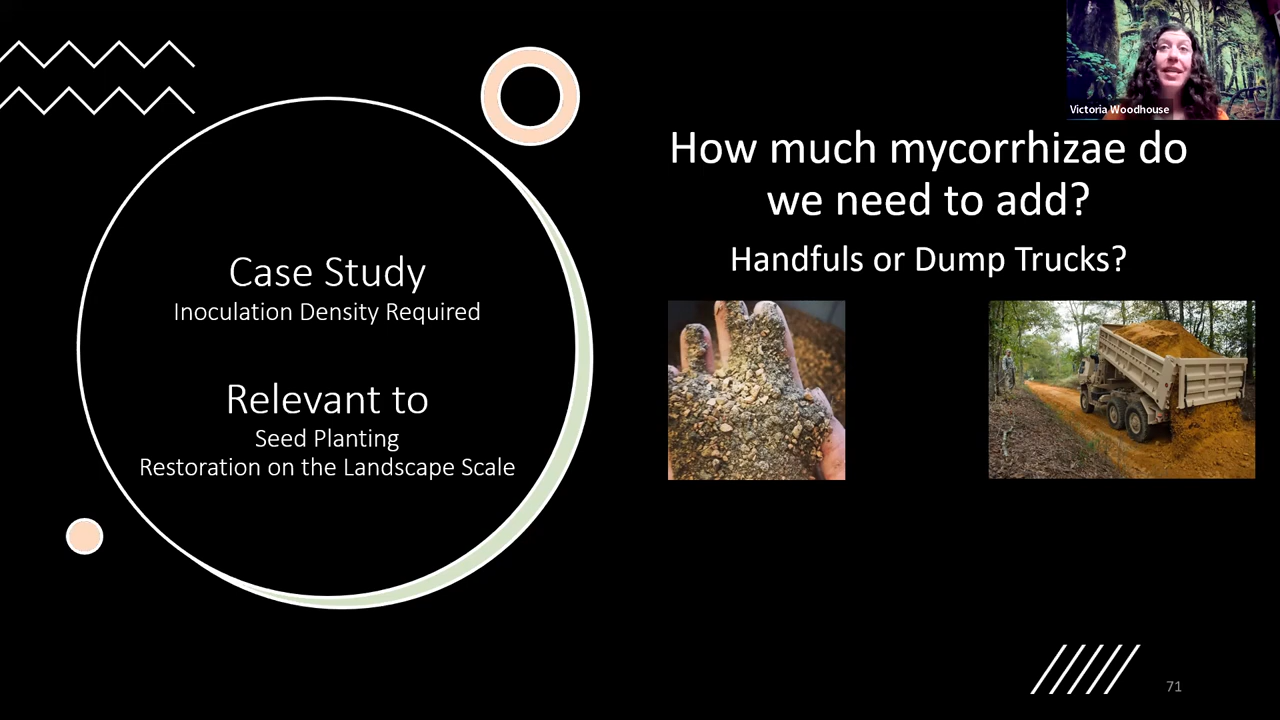 Victoria Woodhouse
How much mycorrhizae do
we need to add?
Handfuls or Dump Trucks?
Case Study
Inoculation Density Required
Relevant to
Seed Planting
Restoration on the Landscape Scale
71